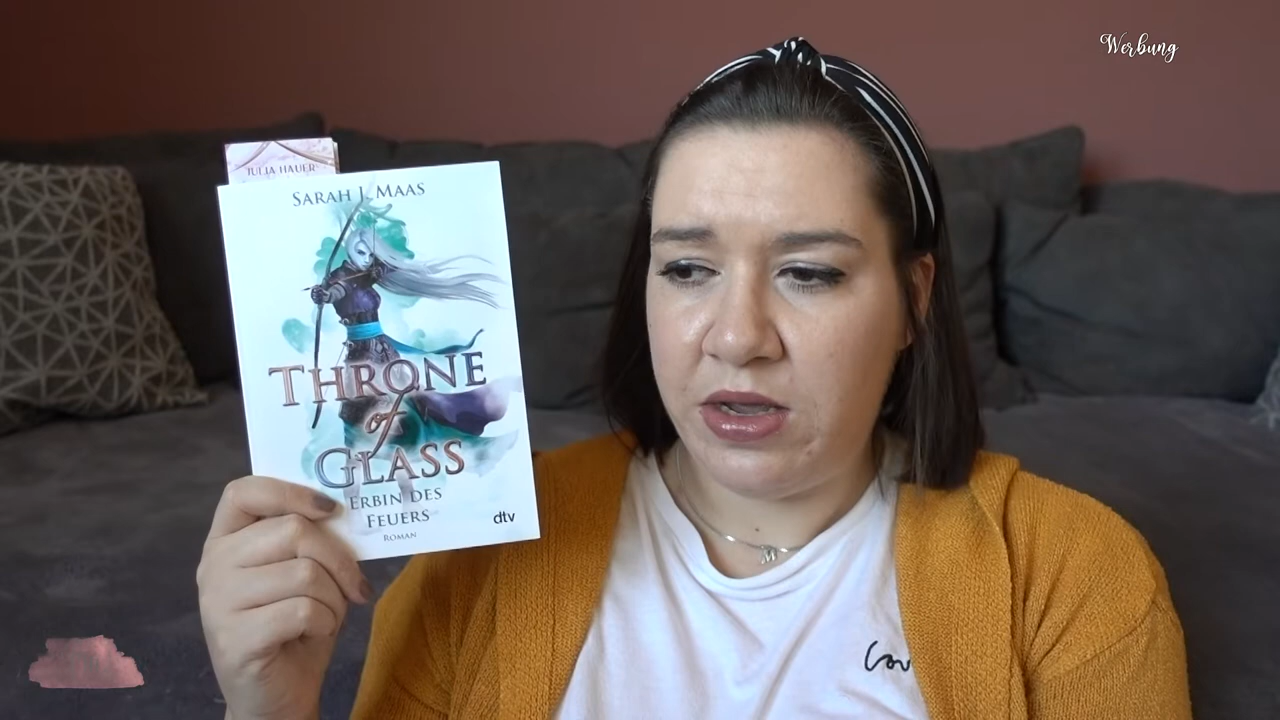 Werbung
JULIA HAUER
SARAH J. MAAS
THRONE
of
GLASS
ERBIN DES
FEUERS
ROMAN
dtv
M